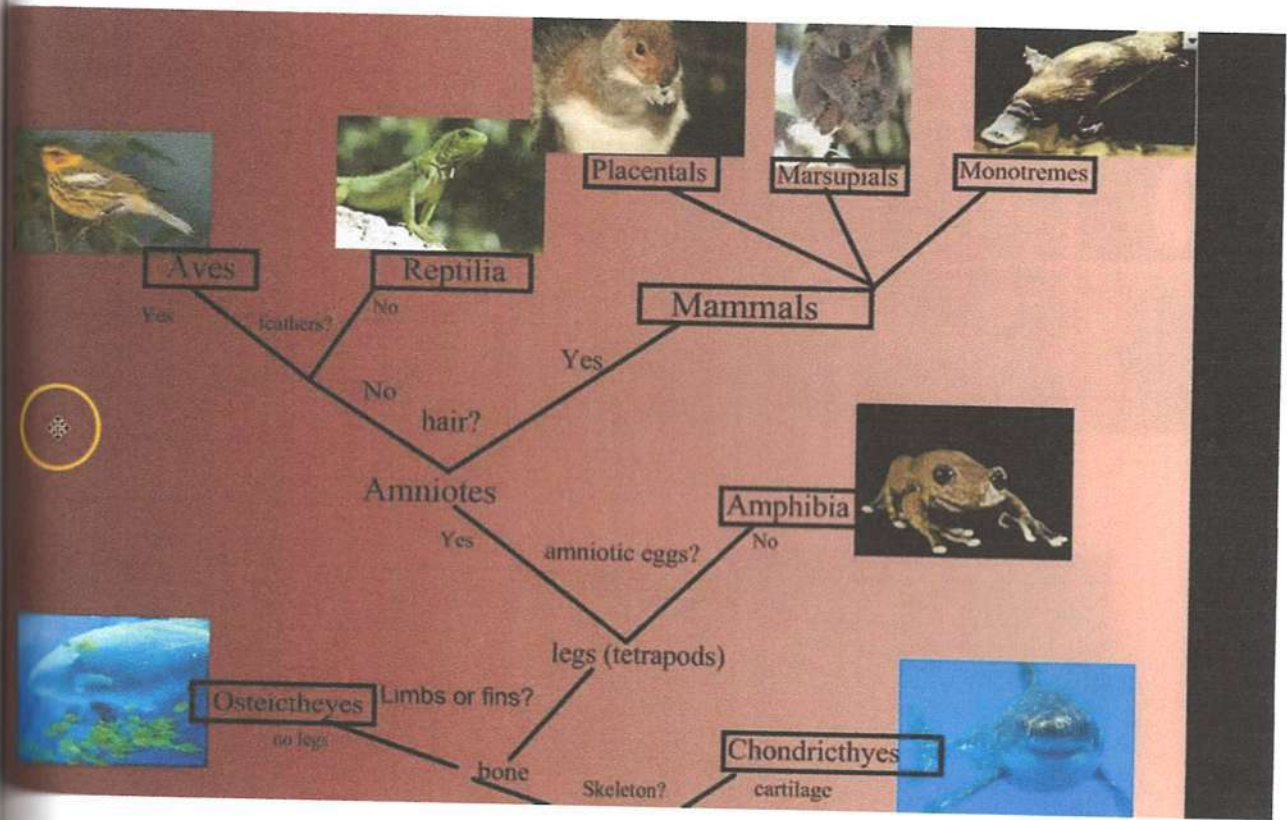 Placentals
Marsupials
Monotremes
Aves
Reptilia
Mammals
Yes
feathers?
No
Yes
No
hair?
Amniotes
Amphibia
Yes
amniotic eggs?
No
legs (tetrapods)
Osteictheyes
Limbs or fins?
no legs
bone
Chondricthyes
Skeleton?
cartilage